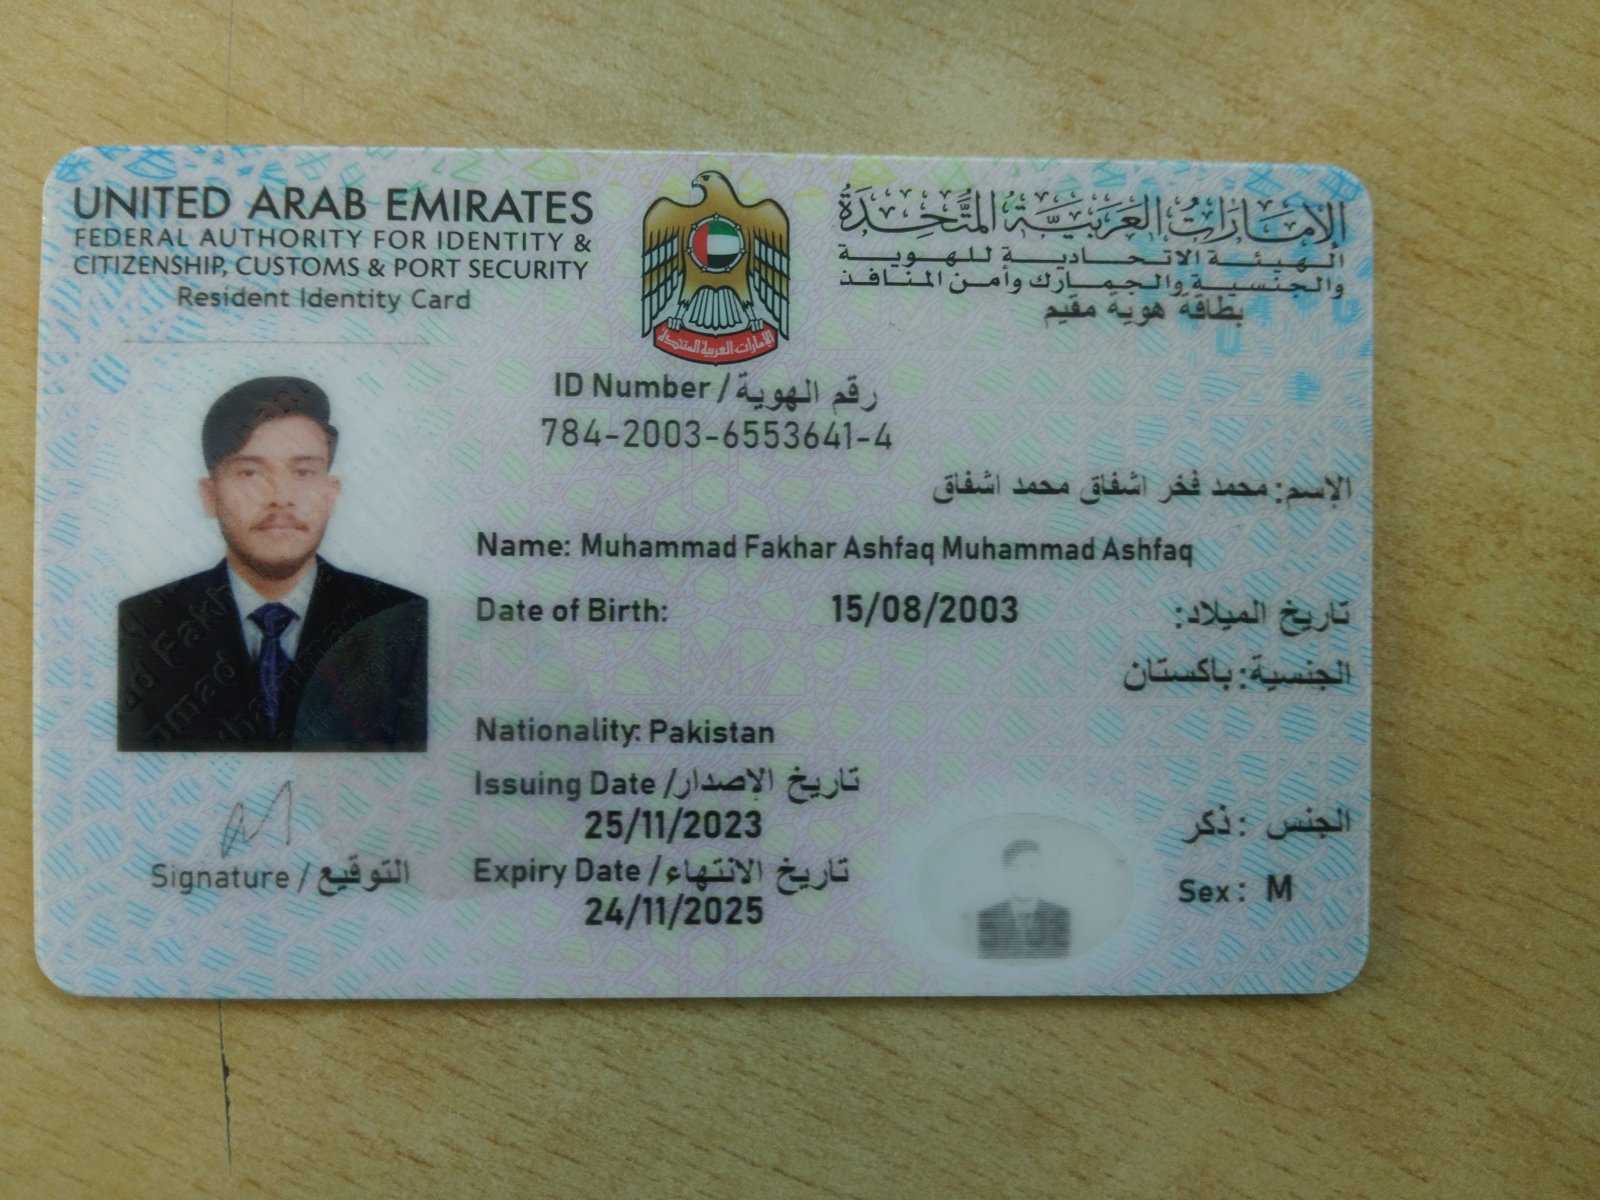 UNITED ARAB EMIRATES
FEDERAL AUTHORITY FOR IDENTITY &
CITIZENSHIP, CUSTOMS & PORT SECURITY
Resident Identity Card
الإمارات العربية المتحدة
الهيئة الاتحادية للهوية
والجنسية والجمارك وأمن المنافذ
بطاقة هوية مقيم
الإمارات العربية المتحدة
ID Number / رقم الهوية
784-2003-6553641-4
الإسم: محمد فخر اشفاق محمد اشفاق
Name: Muhammad Fakhar Ashfaq Muhammad Ashfaq
Date of Birth: 15/08/2003 تاريخ الميلاد:
الجنسية: باكستان
Nationality: Pakistan
Issuing Date / تاريخ الإصدار
25/11/2023
Expiry Date / تاريخ الانتهاء
24/11/2025
الجنس : ذكر
Sex : M
Signature / التوقيع